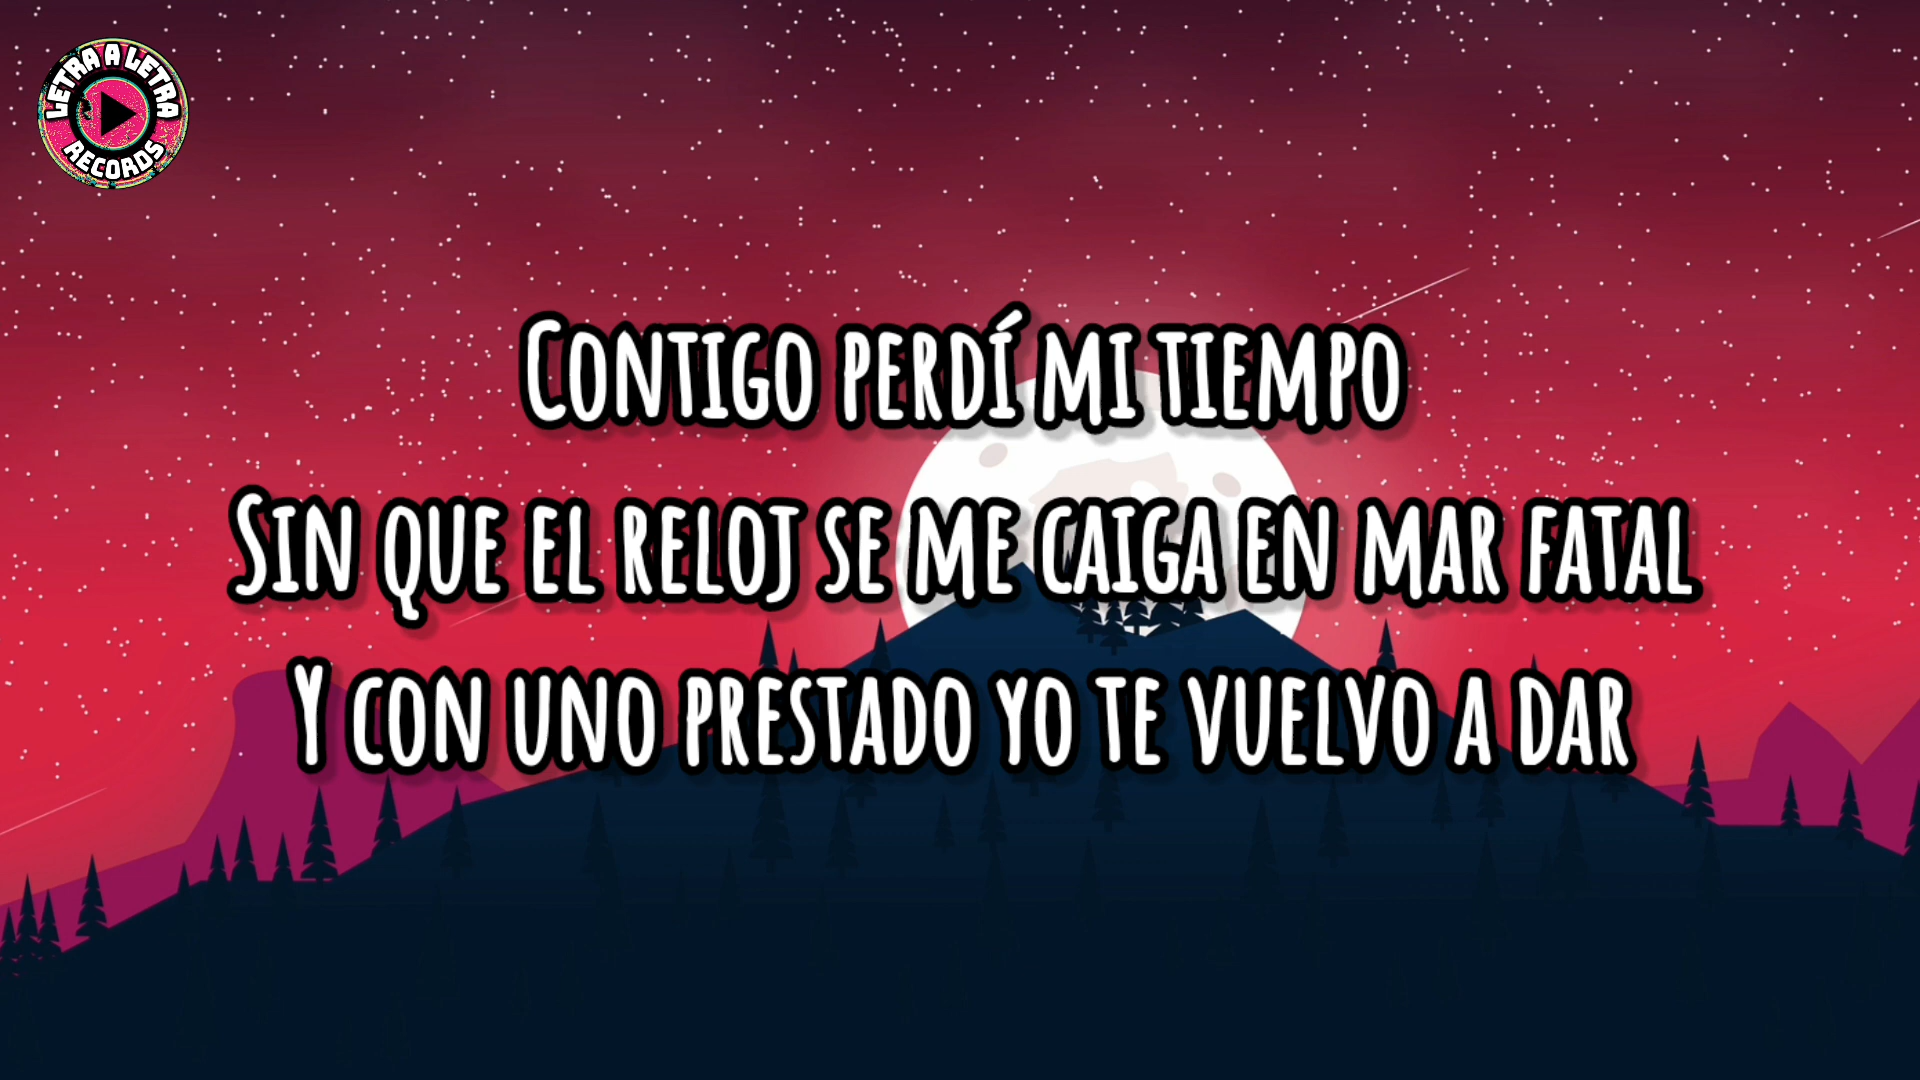 LETRA A LETRA
RECORDS
Contigo perdí mi tiempo
Sin que el reloj se me caiga en mar fatal
Y con uno prestado yo te vuelvo a dar